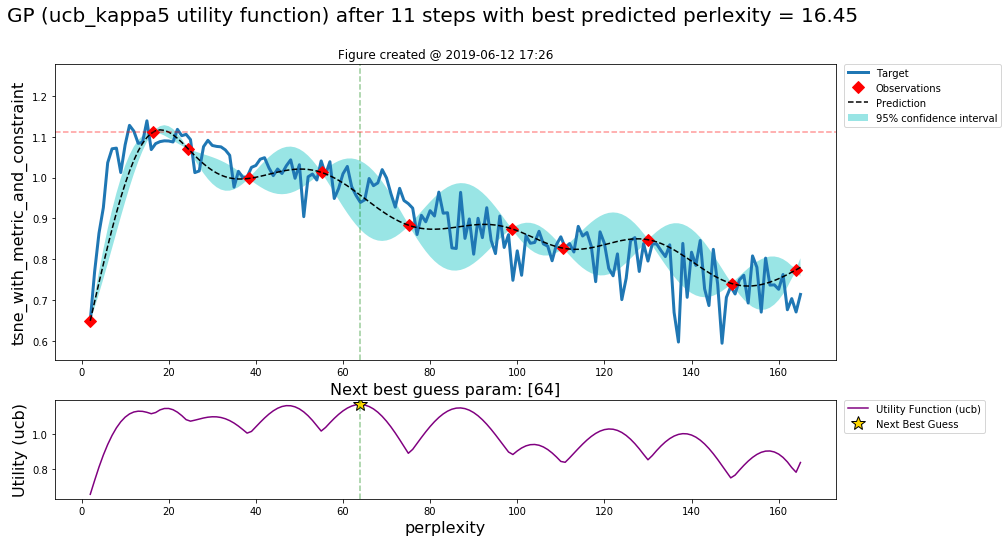 GP (ucb_kappa5 utility function) after 11 steps with best predicted perlexity = 16.45
Figure created @ 2019-06-12 17:26
tsne_with_metric_and_constraint
1.2
1.1
1.0
0.9
0.8
0.7
0.6
0 20 40 60 80 100 120 140 160
Target
Observations
Prediction
95% confidence interval
Next best guess param: [64]
Utility (ucb)
1.0
0.8
0 20 40 60 80 100 120 140 160
perplexity
Utility Function (ucb)
Next Best Guess